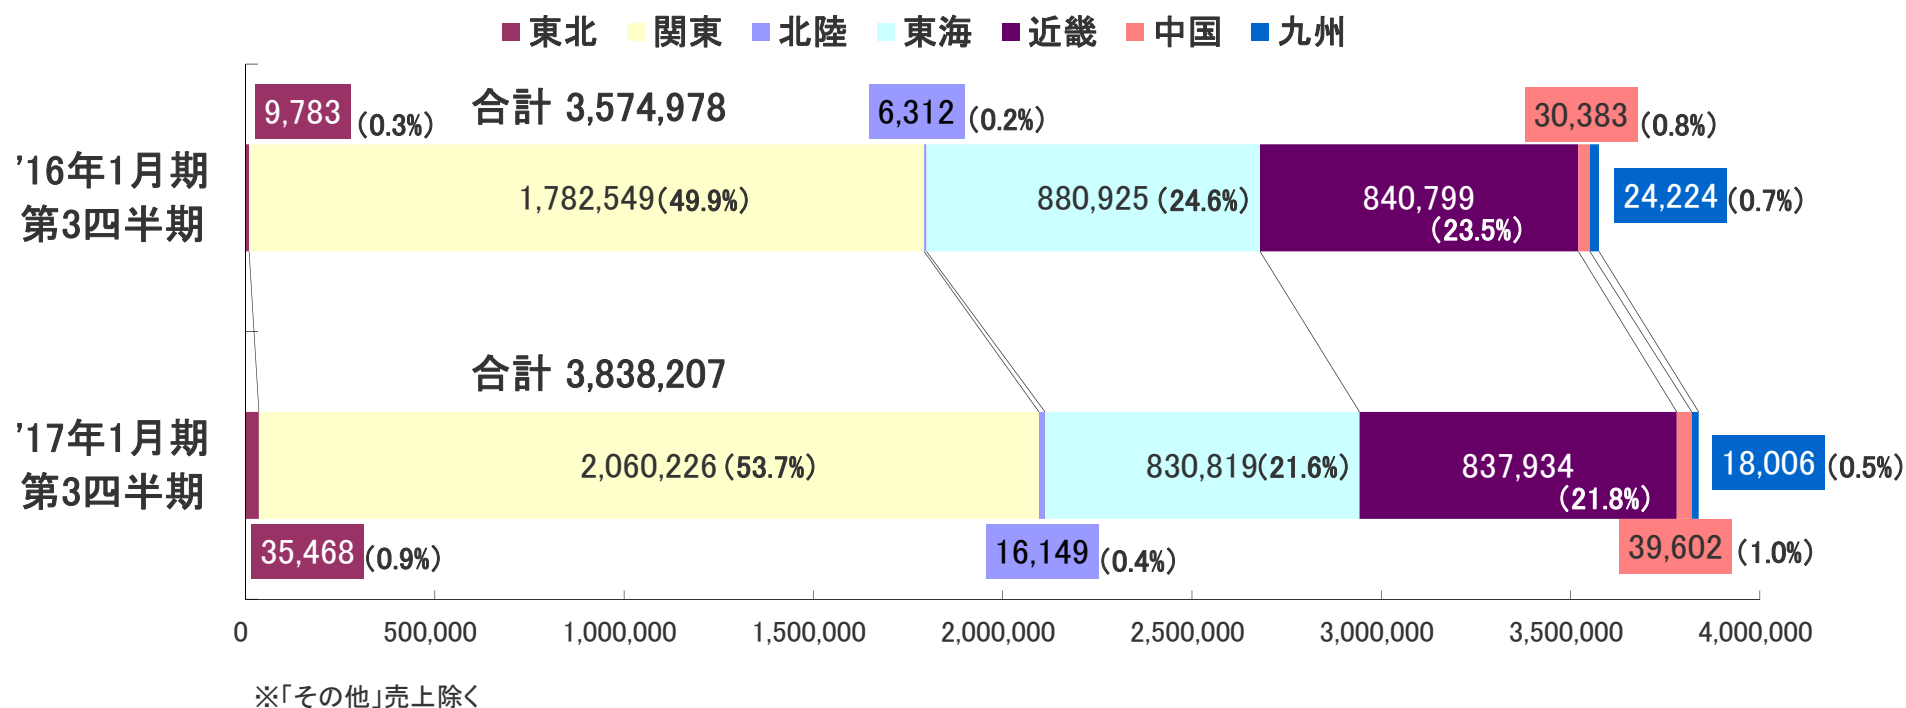 東北 関東 北陸 東海 近畿 中国 九州
9,783 (0.3%) 合計 3,574,978 6,312 (0.2%) 30,383 (0.8%)
’16年1月期
第3四半期
1,782,549(49.9%) 880,925 (24.6%) 840,799
(23.5%)
24,224 (0.7%)
合計 3,838,207
’17年1月期
第3四半期
2,060,226 (53.7%) 830,819(21.6%) 837,934
(21.8%)
18,006 (0.5%)
35,468 (0.9%) 16,149 (0.4%) 39,602 (1.0%)
0 500,000 1,000,000 1,500,000 2,000,000 2,500,000 3,000,000 3,500,000 4,000,000
※「その他」売上除く